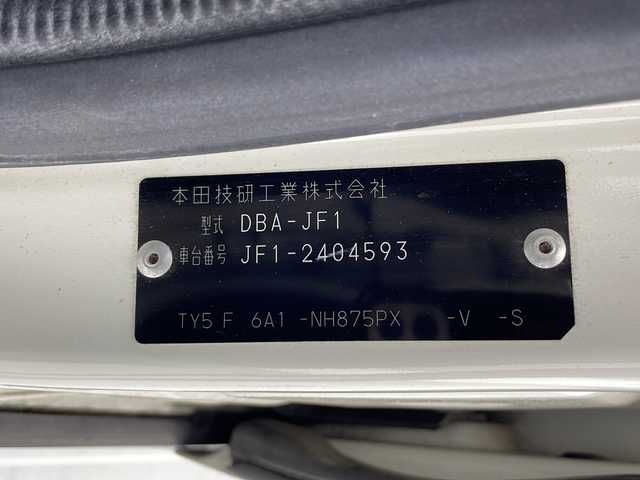 本田技研工業株式会社
型式 DBA-JF1
車台番号 JF1-2404593
TY5 F 6A1 -NH875PX -V -S